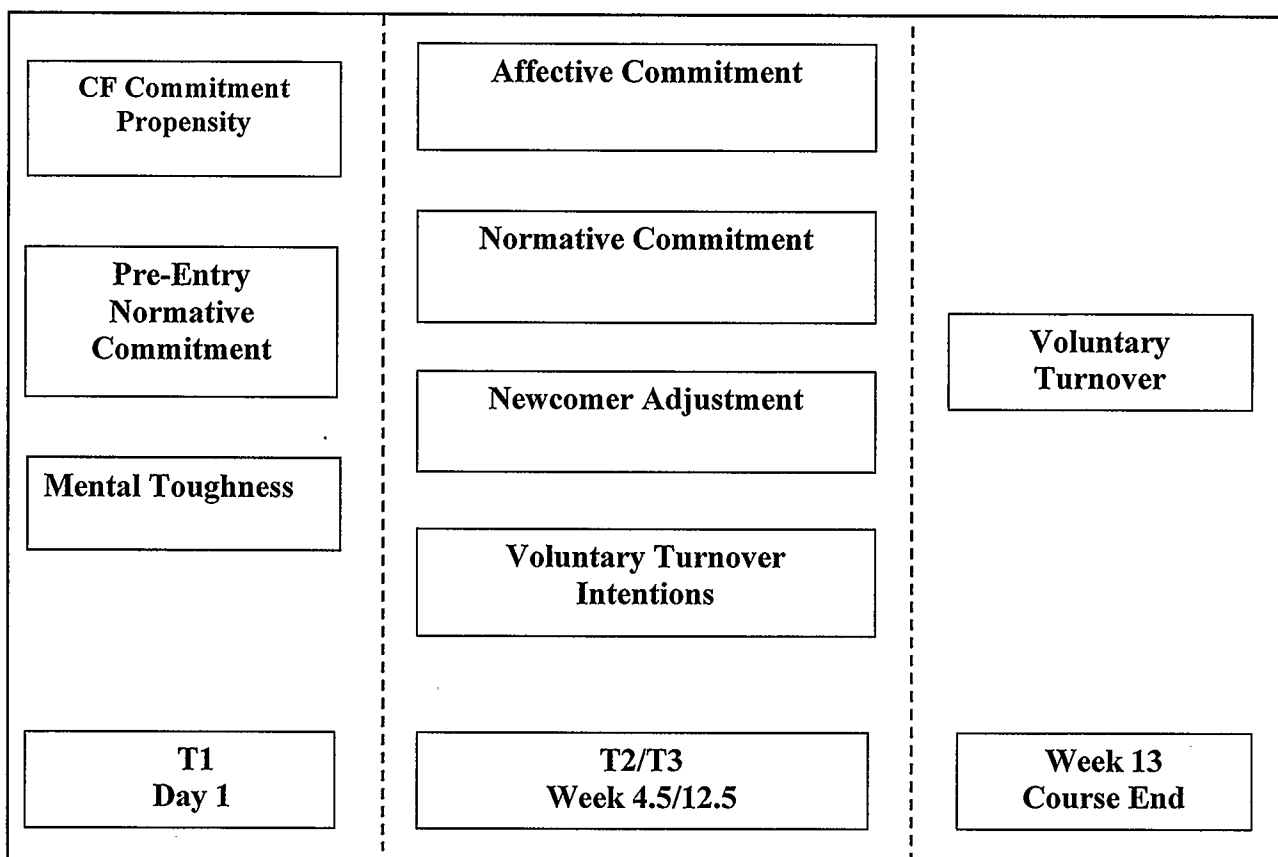 CF Commitment
Propensity
Pre-Entry
Normative
Commitment
Mental Toughness
T1
Day 1
Affective Commitment
Normative Commitment
Newcomer Adjustment
Voluntary Turnover
Intentions
T2/T3
Week 4.5/12.5
Voluntary
Turnover
Week 13
Course End